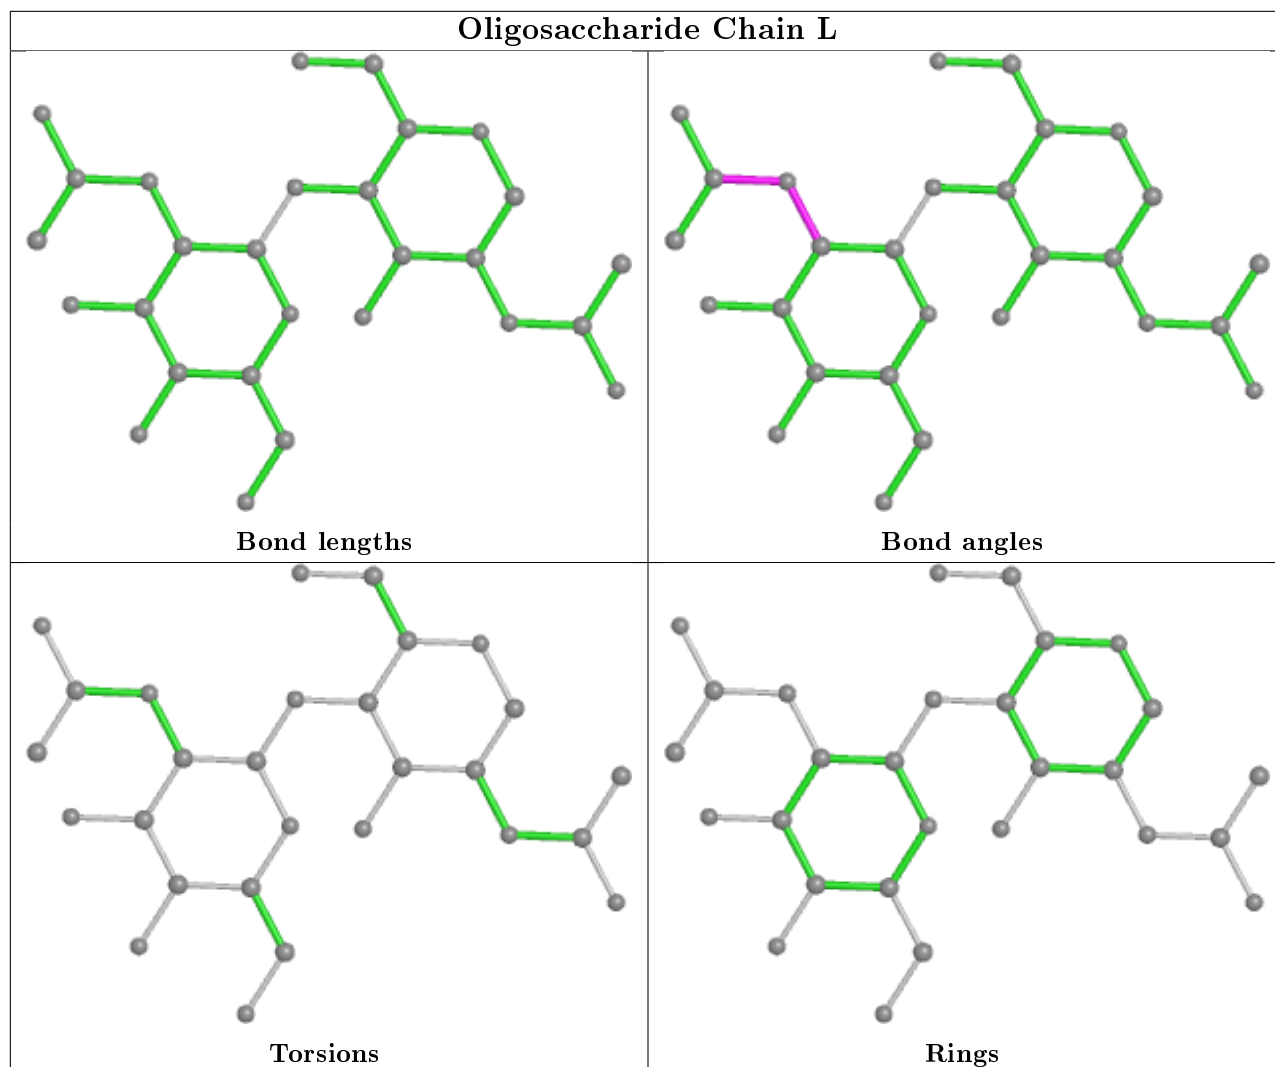 Oligosaccharide Chain L
Bond lengths
Bond angles
Torsions
Rings